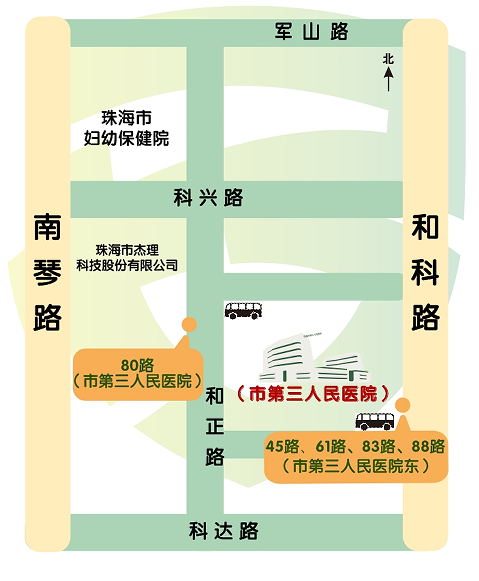 军山路
北
珠海市
妇幼保健院
科兴路
南琴路
和科路
珠海市杰理
科技股份有限公司
80路
（市第三人民医院）
和正路
（市第三人民医院）
45路、61路、83路、88路
（市第三人民医院东）
科达路